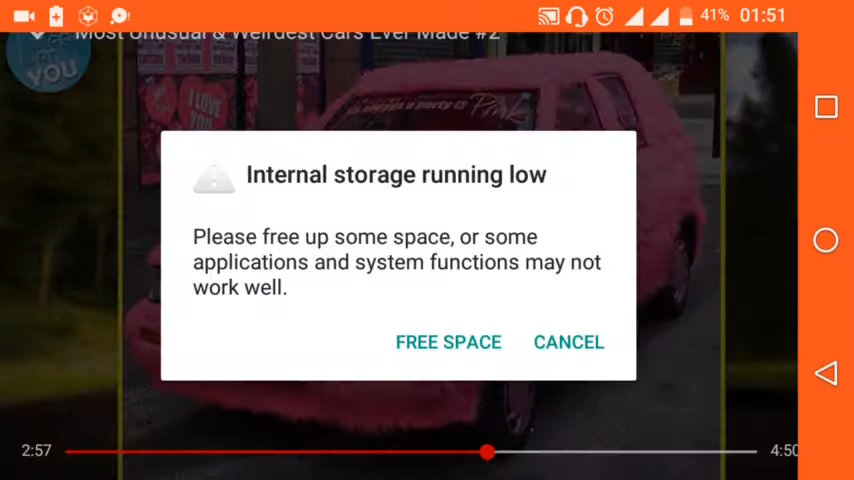 41% 01:51
Most Unusual & Weirdest Cars Ever Made #2
YOU
I LOVE
YOU
Pink
Internal storage running low
Please free up some space, or some
applications and system functions may not
work well.
FREE SPACE CANCEL
2:57 4:50